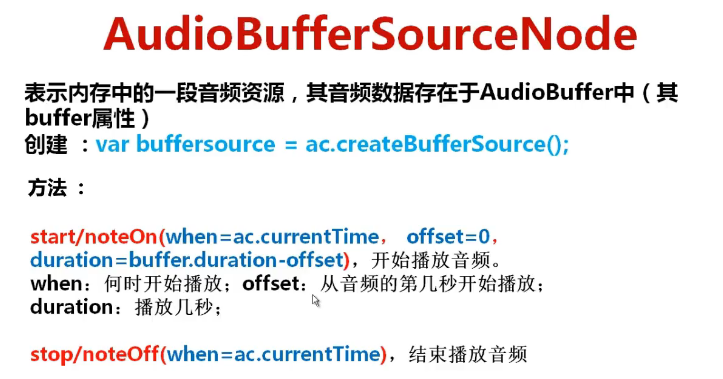 AudioBufferSourceNode
表示内存中的一段音频资源，其音频数据存在于AudioBuffer中（其
buffer属性）
创建 ：var buffersource = ac.createBufferSource();
方法 ：
start/noteOn(when=ac.currentTime， offset=0，
duration=buffer.duration-offset)，开始播放音频。
when：何时开始播放；offset：从音频的第几秒开始播放；
duration：播放几秒；
stop/noteOff(when=ac.currentTime)，结束播放音频